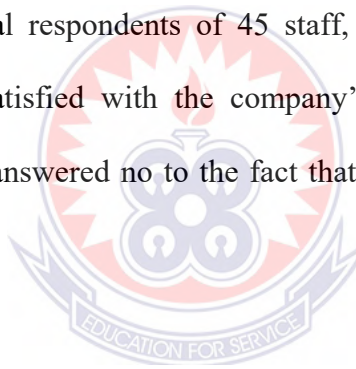 al respondents of 45 staff,
atisfied with the company’
answered no to the fact that
EDUCATION FOR SERVICE